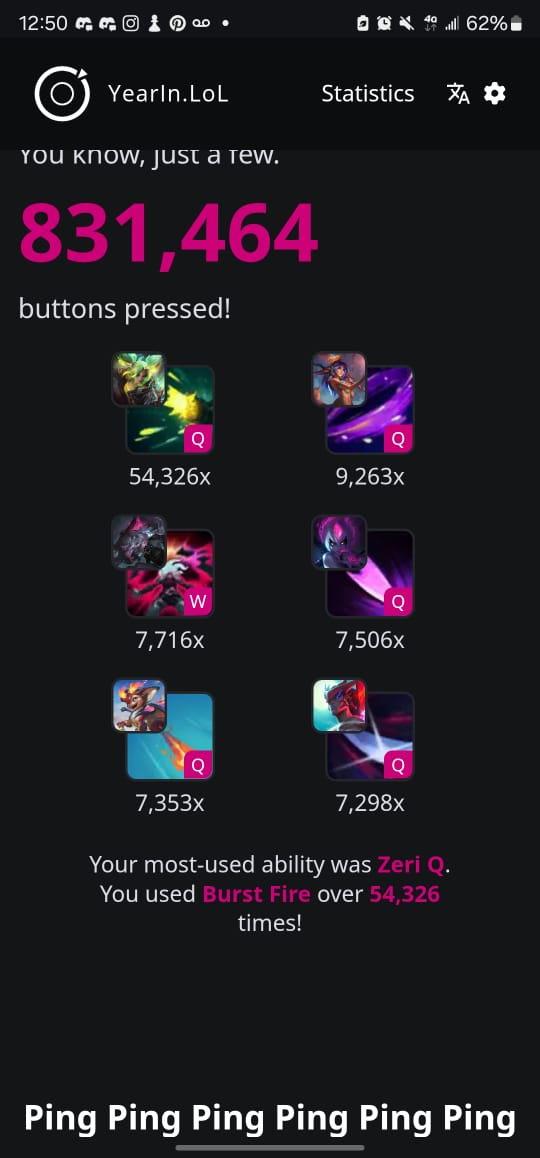 12:50
4G
62%
YearIn.LoL
Statistics
You know, just a few.
831,464
buttons pressed!
Q
Q
54,326x
9,263x
W
Q
7,716x
7,506x
Q
Q
7,353x
7,298x
Your most-used ability was Zeri Q.
You used Burst Fire over 54,326
times!
Ping Ping Ping Ping Ping Ping